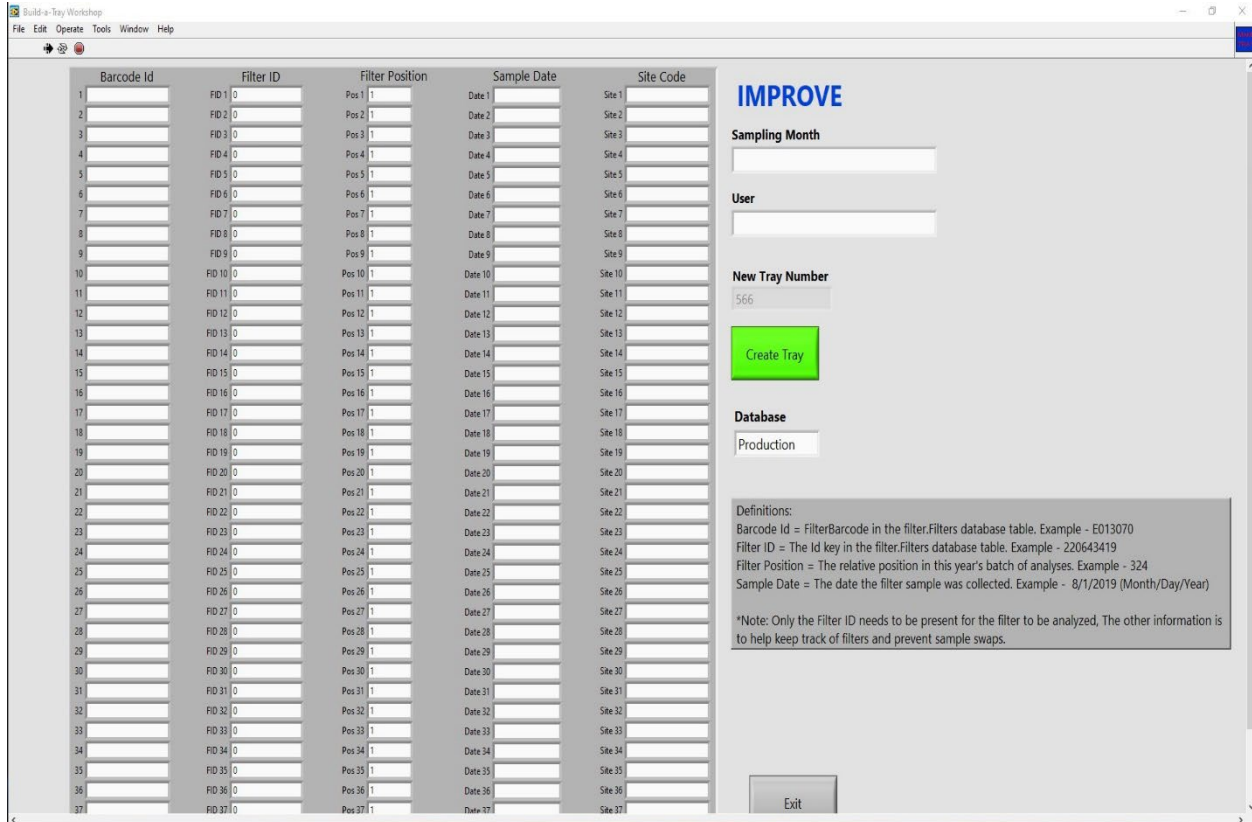 Build-a-Tray Workshop
File Edit Operate Tools Window Help
Barcode Id Filter ID Filter Position Sample Date Site Code
1 FID 1 0 Pos 1 1 Date 1 Site 1
2 FID 2 0 Pos 2 1 Date 2 Site 2
3 FID 3 0 Pos 3 1 Date 3 Site 3
4 FID 4 0 Pos 4 1 Date 4 Site 4
5 FID 5 0 Pos 5 1 Date 5 Site 5
6 FID 6 0 Pos 6 1 Date 6 Site 6
7 FID 7 0 Pos 7 1 Date 7 Site 7
8 FID 8 0 Pos 8 1 Date 8 Site 8
9 FID 9 0 Pos 9 1 Date 9 Site 9
10 FID 10 0 Pos 10 1 Date 10 Site 10
11 FID 11 0 Pos 11 1 Date 11 Site 11
12 FID 12 0 Pos 12 1 Date 12 Site 12
13 FID 13 0 Pos 13 1 Date 13 Site 13
14 FID 14 0 Pos 14 1 Date 14 Site 14
15 FID 15 0 Pos 15 1 Date 15 Site 15
16 FID 16 0 Pos 16 1 Date 16 Site 16
17 FID 17 0 Pos 17 1 Date 17 Site 17
18 FID 18 0 Pos 18 1 Date 18 Site 18
19 FID 19 0 Pos 19 1 Date 19 Site 19
20 FID 20 0 Pos 20 1 Date 20 Site 20
21 FID 21 0 Pos 21 1 Date 21 Site 21
22 FID 22 0 Pos 22 1 Date 22 Site 22
23 FID 23 0 Pos 23 1 Date 23 Site 23
24 FID 24 0 Pos 24 1 Date 24 Site 24
25 FID 25 0 Pos 25 1 Date 25 Site 25
26 FID 26 0 Pos 26 1 Date 26 Site 26
27 FID 27 0 Pos 27 1 Date 27 Site 27
28 FID 28 0 Pos 28 1 Date 28 Site 28
29 FID 29 0 Pos 29 1 Date 29 Site 29
30 FID 30 0 Pos 30 1 Date 30 Site 30
31 FID 31 0 Pos 31 1 Date 31 Site 31
32 FID 32 0 Pos 32 1 Date 32 Site 32
33 FID 33 0 Pos 33 1 Date 33 Site 33
34 FID 34 0 Pos 34 1 Date 34 Site 34
35 FID 35 0 Pos 35 1 Date 35 Site 35
36 FID 36 0 Pos 36 1 Date 36 Site 36
37 FID 37 0 Pos 37 1 Date 37 Site 37
IMPROVE
Sampling Month
User
New Tray Number
566
Create Tray
Database
Production
Definitions:
Barcode Id = FilterBarcode in the filter.Filters database table. Example - E013070
Filter ID = The Id key in the filter.Filters database table. Example - 220643419
Filter Position = The relative position in this year's batch of analyses. Example - 324
Sample Date = The date the filter sample was collected. Example - 8/1/2019 (Month/Day/Year)
*Note: Only the Filter ID needs to be present for the filter to be analyzed, The other information is
to help keep track of filters and prevent sample swaps.
Exit